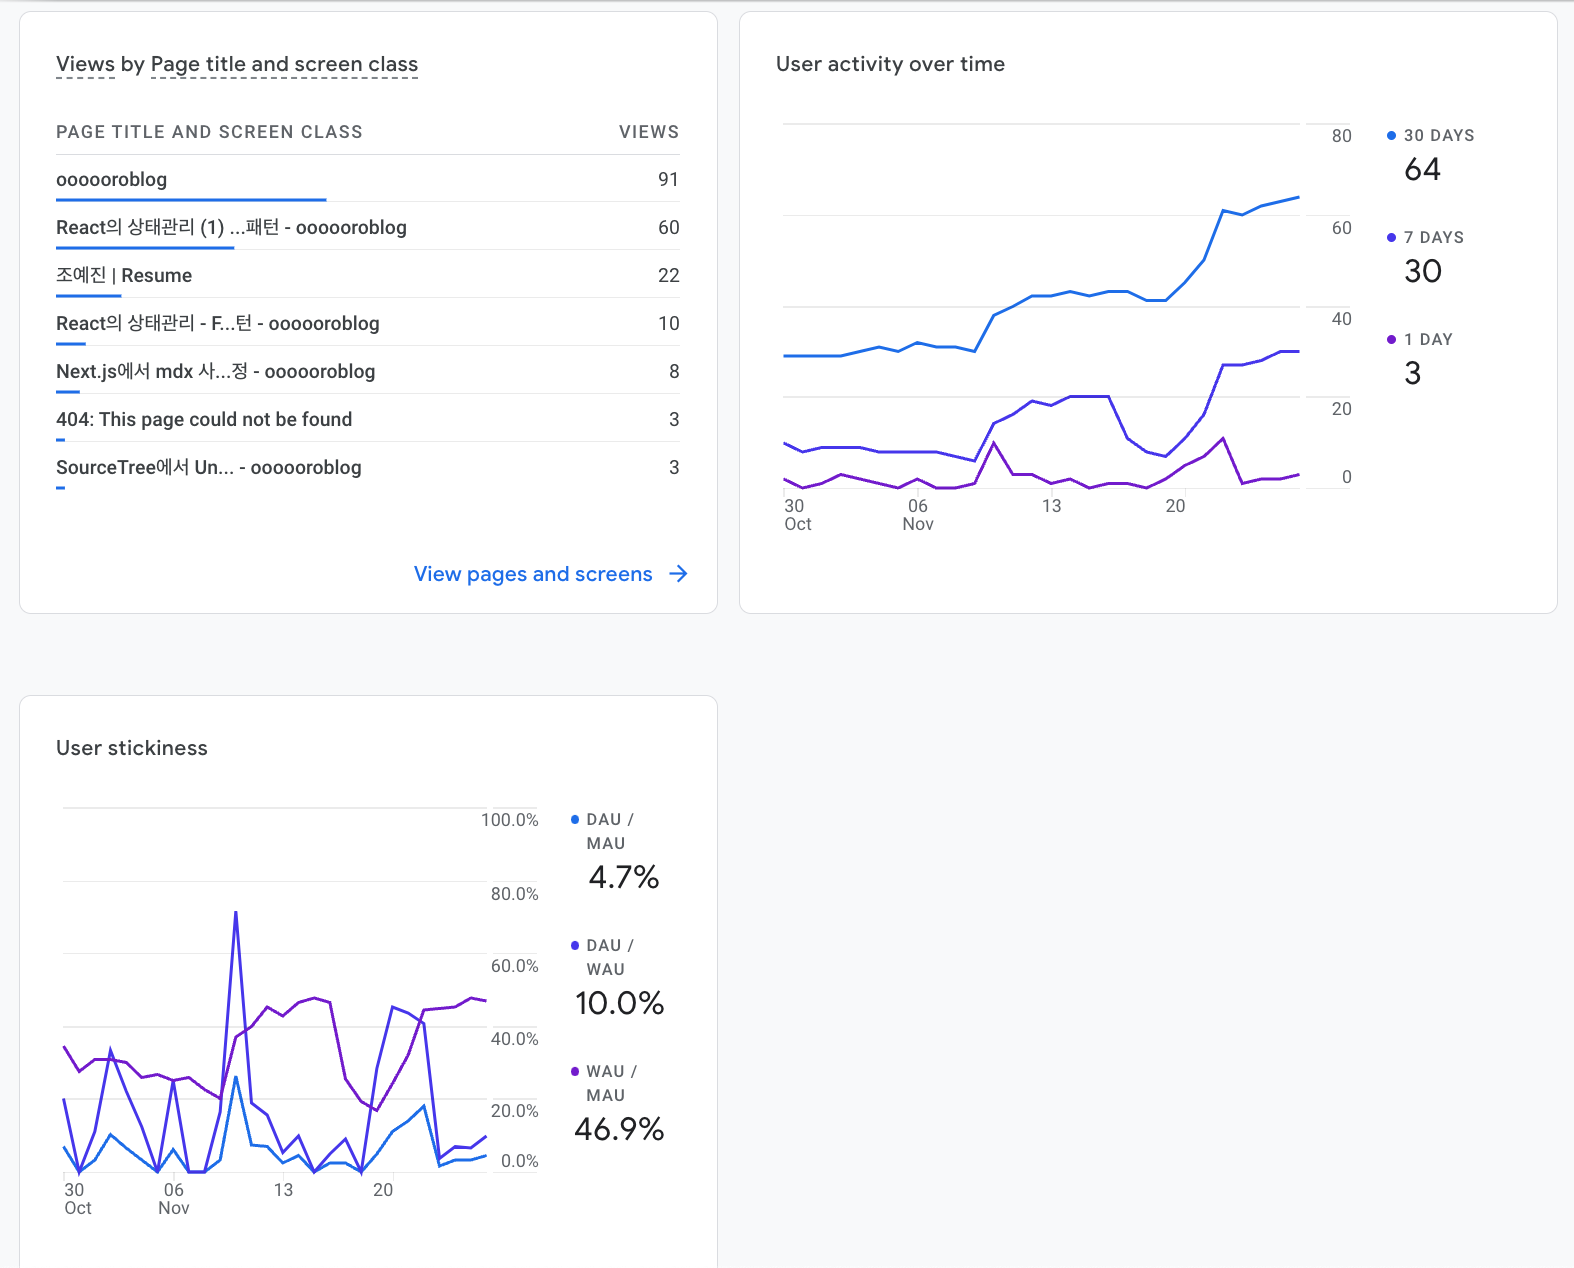 Views by Page title and screen class
PAGE TITLE AND SCREEN CLASS VIEWS
ooooooroblog 91
React의 상태관리 (1) ...패턴 - ooooooroblog 60
조예진 | Resume 22
React의 상태관리 - F...턴 - ooooooroblog 10
Next.js에서 mdx 사...정 - ooooooroblog 8
404: This page could not be found 3
SourceTree에서 Un... - ooooooroblog 3
View pages and screens
User activity over time
80
60
40
20
0
30 06 13 20
Oct Nov
30 DAYS
64
7 DAYS
30
1 DAY
3
User stickiness
100.0%
80.0%
60.0%
40.0%
20.0%
0.0%
30 06 13 20
Oct Nov
DAU /
MAU
4.7%
DAU /
WAU
10.0%
WAU /
MAU
46.9%